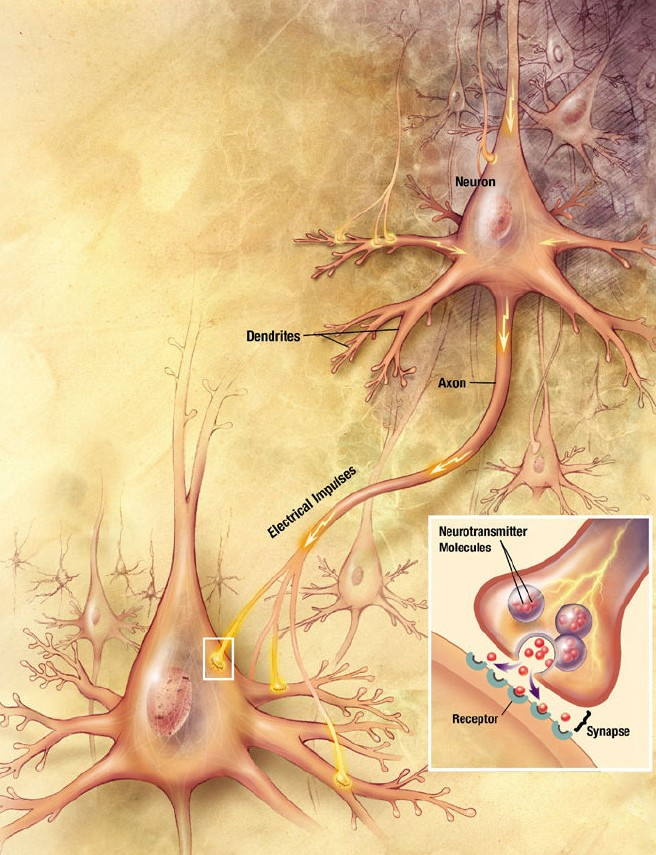 Neuron
Dendrites
Axon
Electrical Impulses
Neurotransmitter
Molecules
Receptor
Synapse